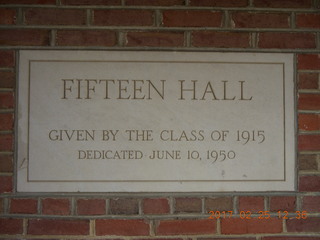 FIFTEEN HALL
GIVEN BY THE CLASS OF 1915
DEDICATED JUNE 10, 1950